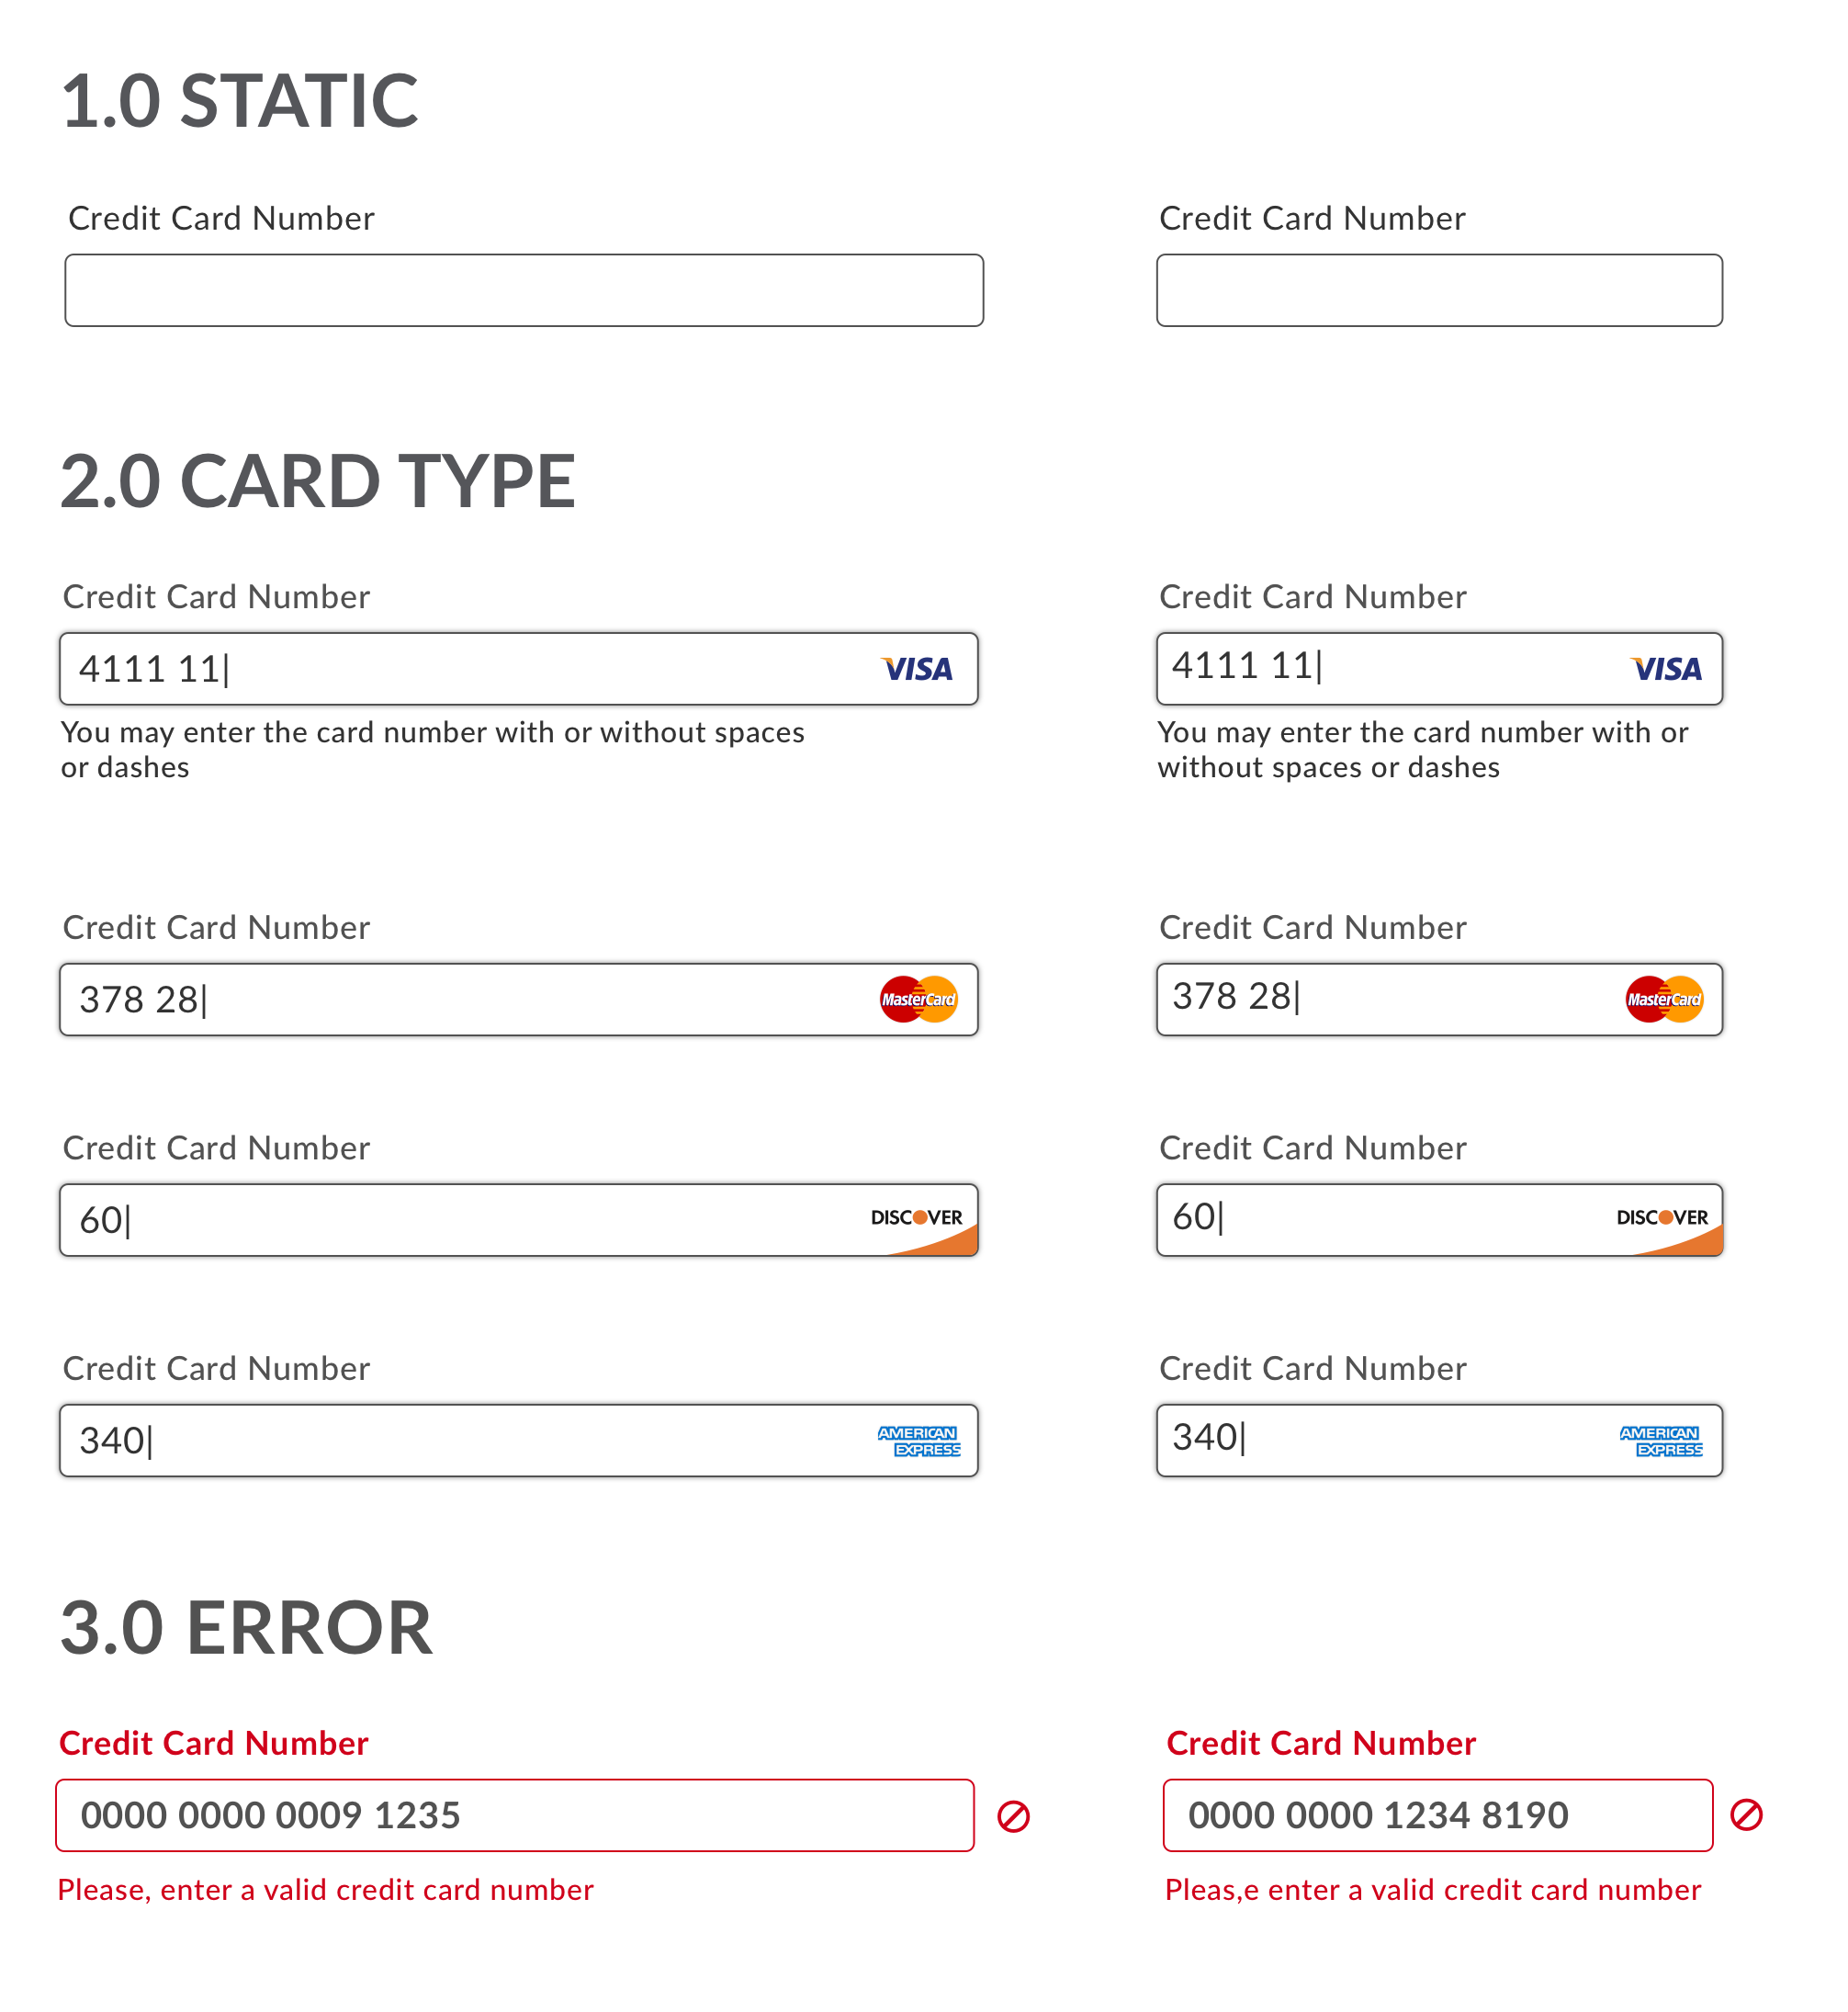 1.0 STATIC
Credit Card Number
Credit Card Number
2.0 CARD TYPE
Credit Card Number
Credit Card Number
4111 11|
VISA
4111 11|
VISA
You may enter the card number with or without spaces
or dashes
You may enter the card number with or
without spaces or dashes
Credit Card Number
Credit Card Number
378 28|
MasterCard
378 28|
MasterCard
Credit Card Number
Credit Card Number
60|
DISCOVER
60|
DISCOVER
Credit Card Number
Credit Card Number
340|
AMERICAN
EXPRESS
340|
AMERICAN
EXPRESS
3.0 ERROR
Credit Card Number
Credit Card Number
0000 0000 0009 1235
0000 0000 1234 8190
Please, enter a valid credit card number
Pleas,e enter a valid credit card number